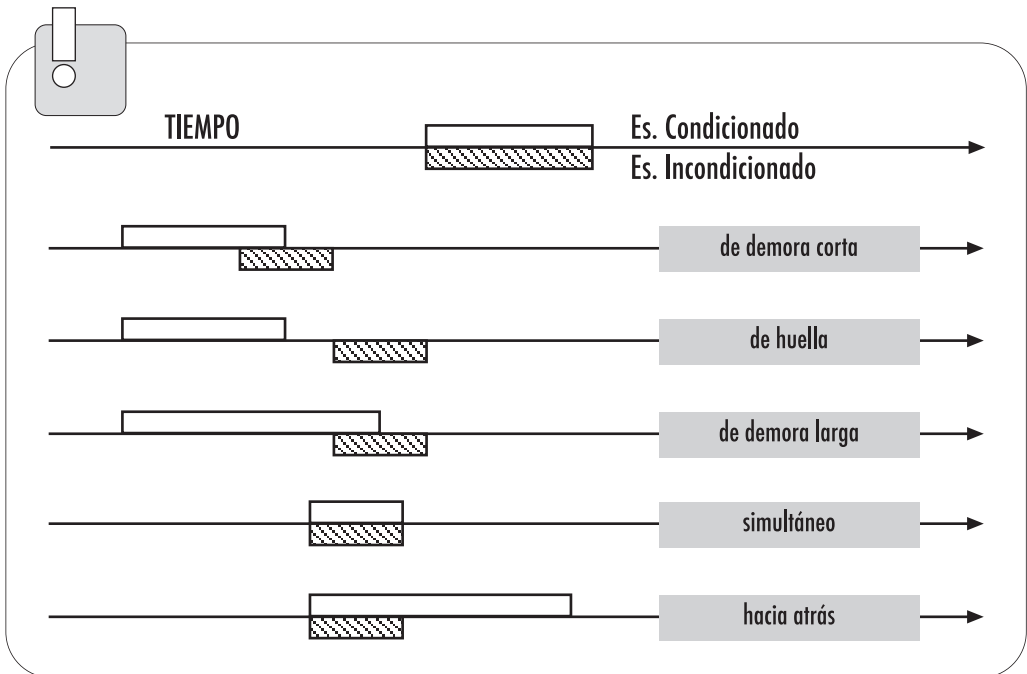 TIEMPO
Es. Condicionado
Es. Incondicionado
de demora corta
de huella
de demora larga
simultáneo
hacia atrás